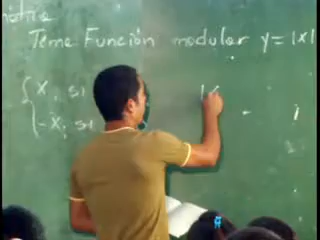 Tema Función modular y = |x|
{ x, si
-x, si